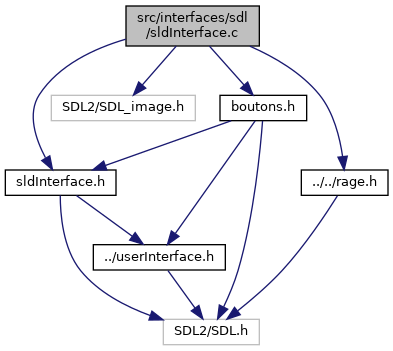 src/interfaces/sdl
/sldInterface.c
SDL2/SDL_image.h
boutons.h
sldInterface.h
../../rage.h
../userInterface.h
SDL2/SDL.h